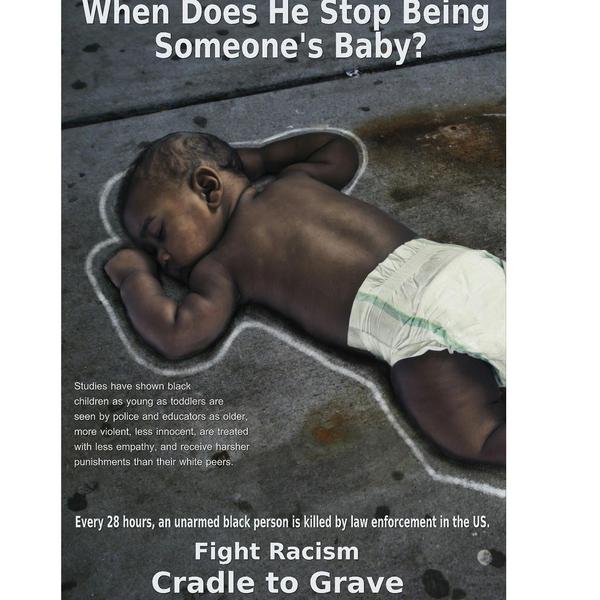 When Does He Stop Being
Someone's Baby?
Studies have shown black
children as young as toddlers are
seen by police and educators as older,
more violent, less innocent, are treated
with less empathy, and receive harsher
punishments than their white peers.
Every 28 hours, an unarmed black person is killed by law enforcement in the US.
Fight Racism
Cradle to Grave